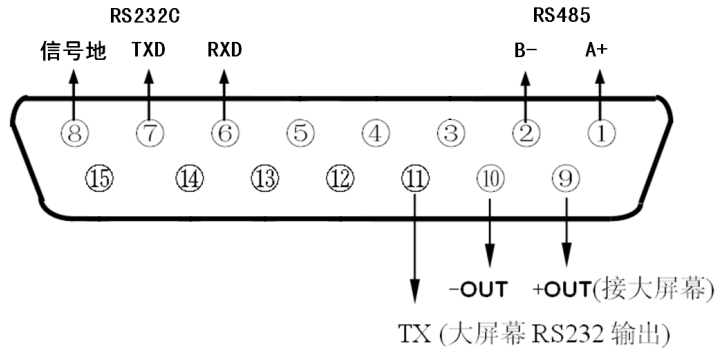 RS232C RS485
信号地 TXD RXD B- A+
⑧ ⑦ ⑥ ⑤ ④ ③ ② ①
⑮ ⑭ ⑬ ⑫ ⑪ ⑩ ⑨
-OUT +OUT(接大屏幕)
TX (大屏幕 RS232 输出)